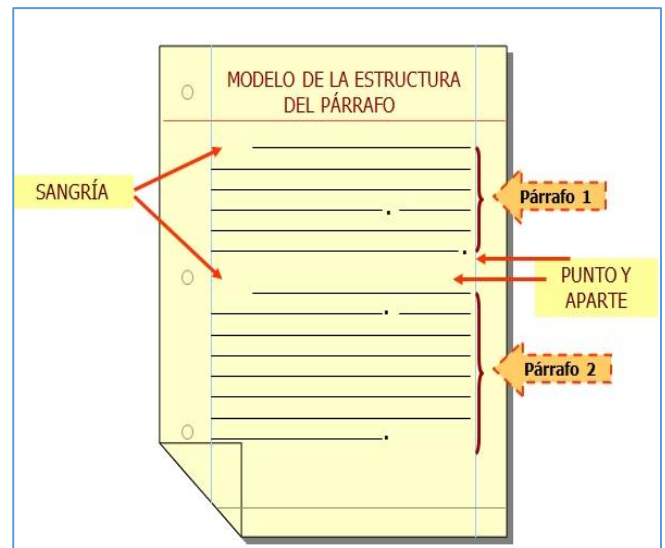 MODELO DE LA ESTRUCTURA
DEL PÁRRAFO
SANGRÍA
Párrafo 1
PUNTO Y
APARTE
Párrafo 2